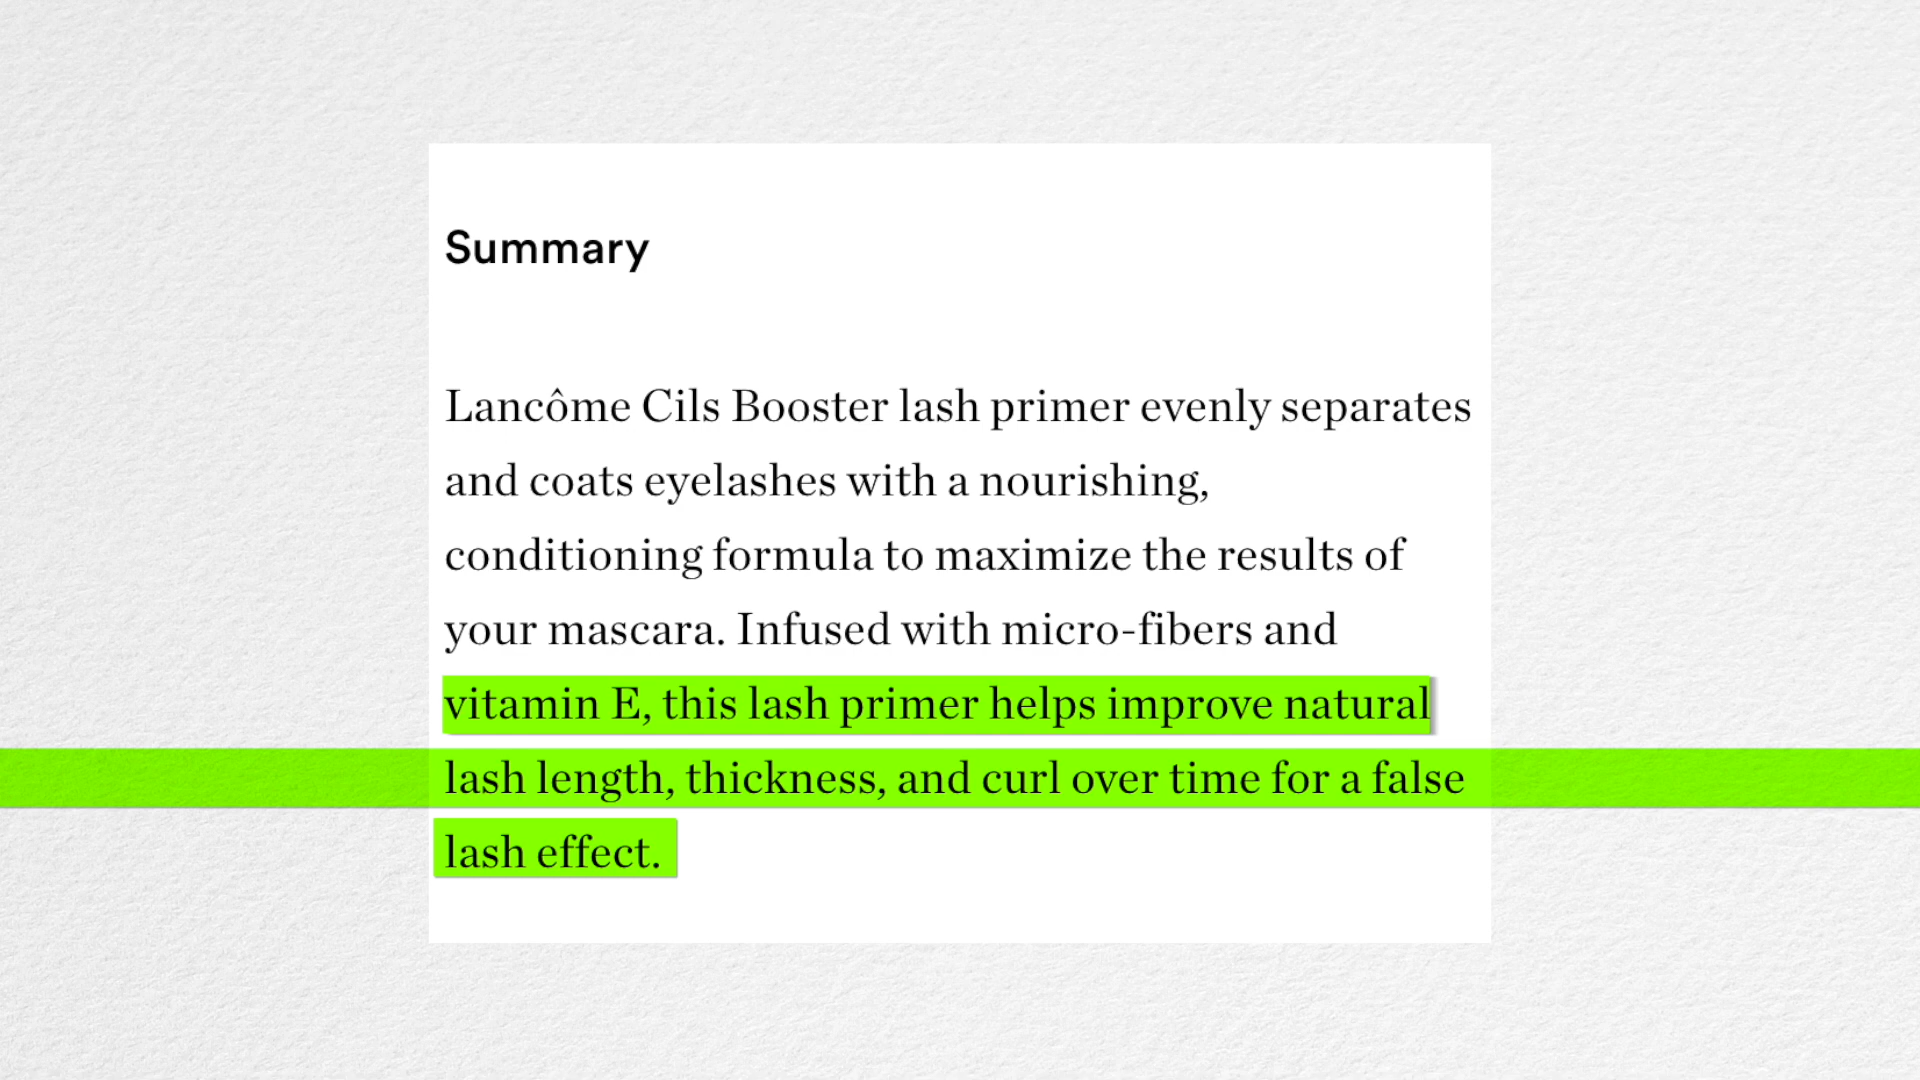 Summary
Lancôme Cils Booster lash primer evenly separates
and coats eyelashes with a nourishing,
conditioning formula to maximize the results of
your mascara. Infused with micro-fibers and
vitamin E, this lash primer helps improve natural
lash length, thickness, and curl over time for a false
lash effect.